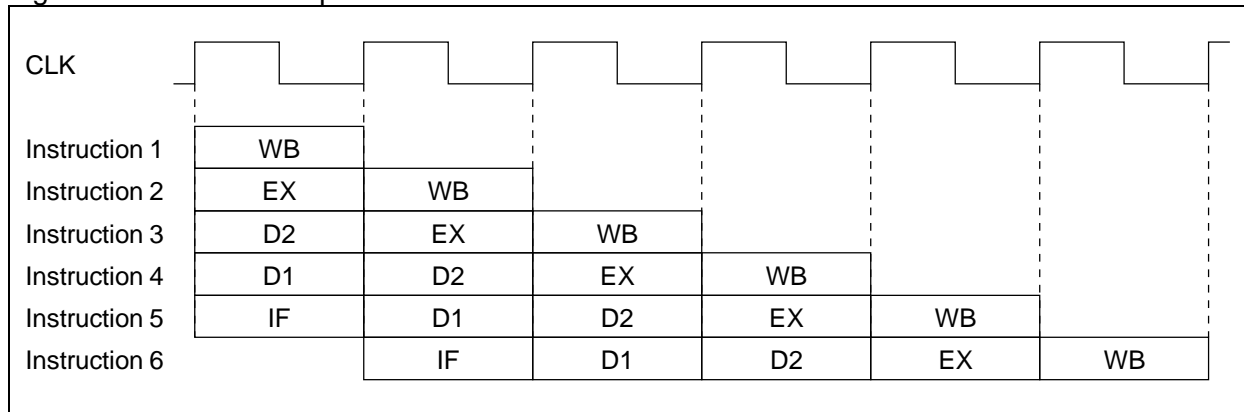 CLK
Instruction 1 WB
Instruction 2 EX WB
Instruction 3 D2 EX WB
Instruction 4 D1 D2 EX WB
Instruction 5 IF D1 D2 EX WB
Instruction 6 IF D1 D2 EX WB